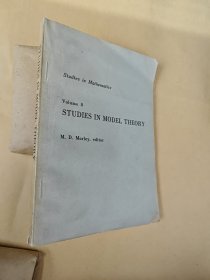 Studies in Mathematics
Volume 8
STUDIES IN MODEL THEORY
M. D. Morley, editor